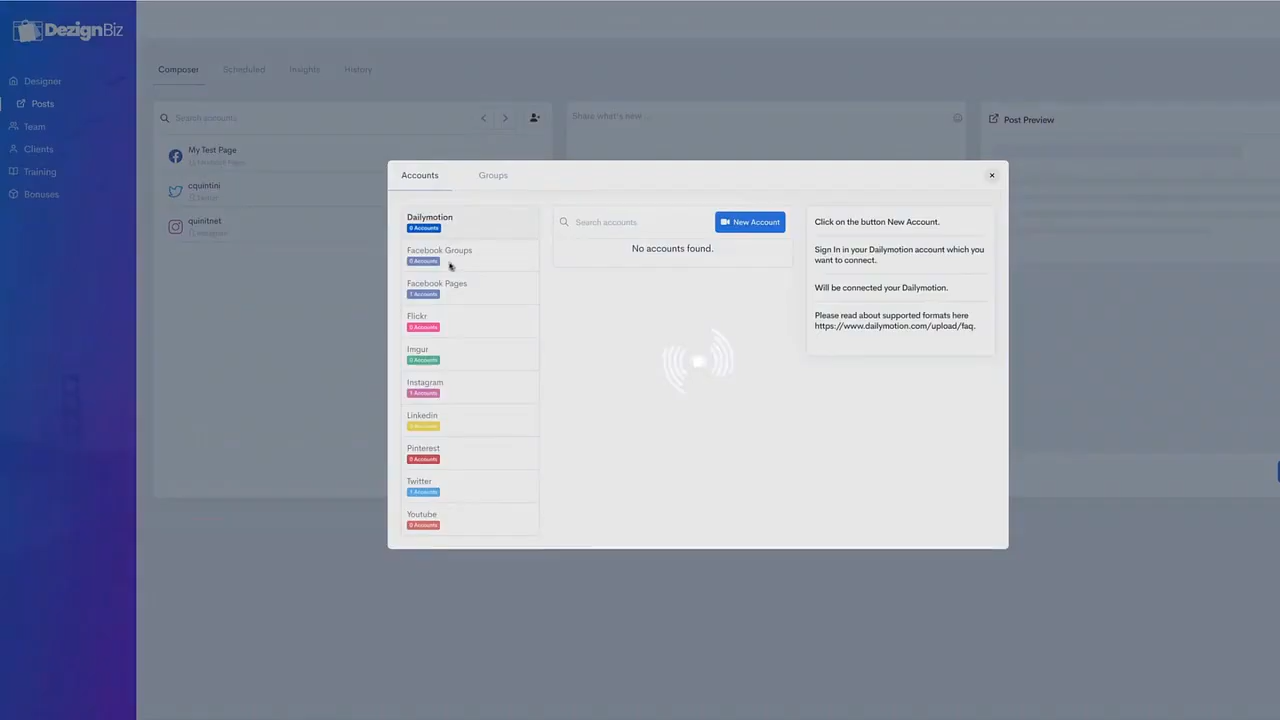 DezignBiz
Designer
Posts
Team
Clients
Training
Bonuses
Composer
Scheduled
Insights
History
Search accounts
My Test Page
Facebook Pages
cquintini
Twitter
quinitnet
Instagram
Share what's new ...
Post Preview
Accounts
Groups
Dailymotion
0 Accounts
Facebook Groups
0 Accounts
Facebook Pages
1 Accounts
Flickr
0 Accounts
Imgur
0 Accounts
Instagram
1 Accounts
Linkedin
Accounts
Pinterest
0 Accounts
Twitter
1 Accounts
Youtube
0 Accounts
Search accounts
New Account
No accounts found.
Click on the button New Account.
Sign In in your Dailymotion account which you
want to connect.
Will be connected your Dailymotion.
Please read about supported formats here
https://www.dailymotion.com/upload/faq.